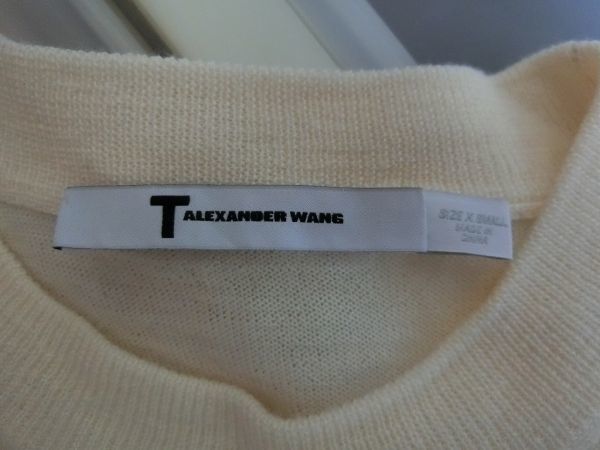 T ALEXANDER WANG
SIZE X SMALL
MADE IN
CHINA